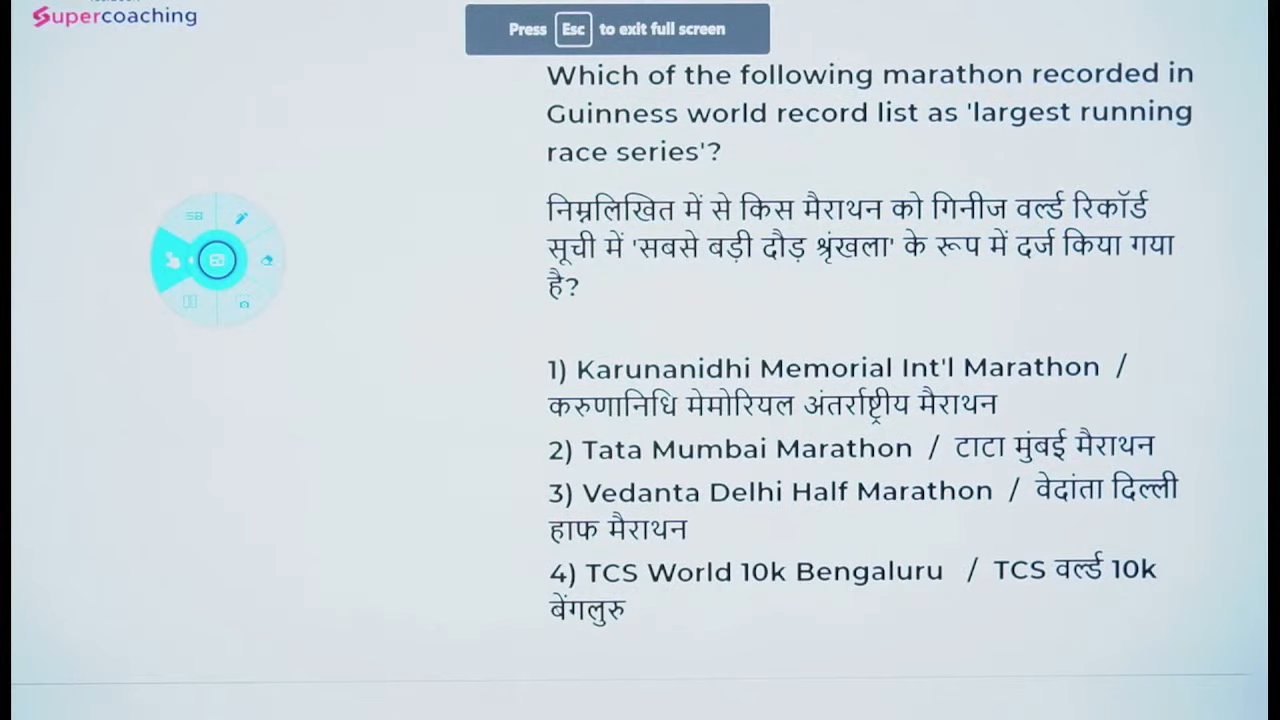 Supercoaching
Press Esc to exit full screen
Which of the following marathon recorded in
Guinness world record list as 'largest running
race series'?
निम्नलिखित में से किस मैराथन को गिनीज वर्ल्ड रिकॉर्ड
सूची में 'सबसे बड़ी दौड़ श्रृंखला' के रूप में दर्ज किया गया
है?
1) Karunanidhi Memorial Int'l Marathon /
करुणानिधि मेमोरियल अंतर्राष्ट्रीय मैराथन
2) Tata Mumbai Marathon / टाटा मुंबई मैराथन
3) Vedanta Delhi Half Marathon / वेदांता दिल्ली
हाफ मैराथन
4) TCS World 10k Bengaluru / TCS वर्ल्ड 10k
बेंगलुरु